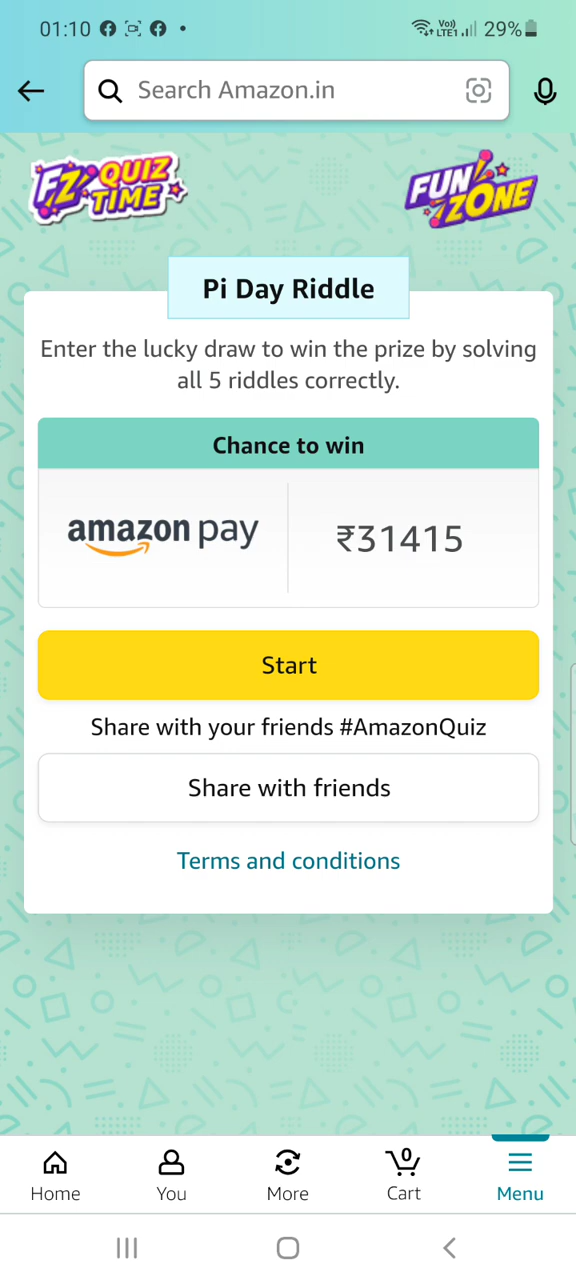 01:10
Vo)) 29%
LTE1
Search Amazon.in
FZ QUIZ
TIME
FUN
ZONE
Pi Day Riddle
Enter the lucky draw to win the prize by solving
all 5 riddles correctly.
Chance to win
amazon pay
₹31415
Start
Share with your friends #AmazonQuiz
Share with friends
Terms and conditions
0
Home You More Cart Menu